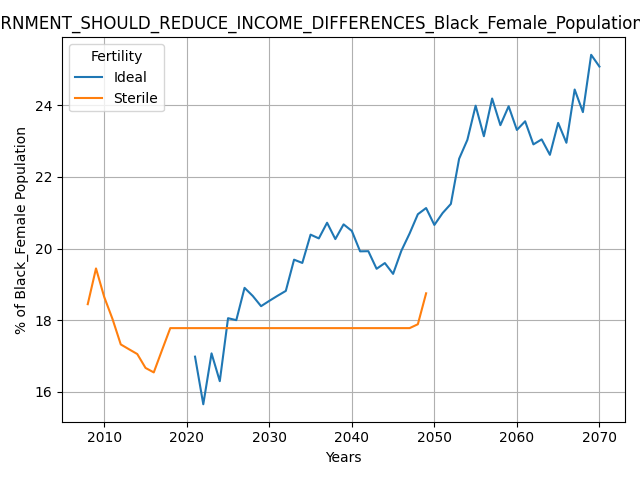 RNMENT_SHOULD_REDUCE_INCOME_DIFFERENCES_Black_Female_Population
Fertility
Ideal
Sterile
% of Black_Female Population
24
22
20
18
16
2010 2020 2030 2040 2050 2060 2070
Years